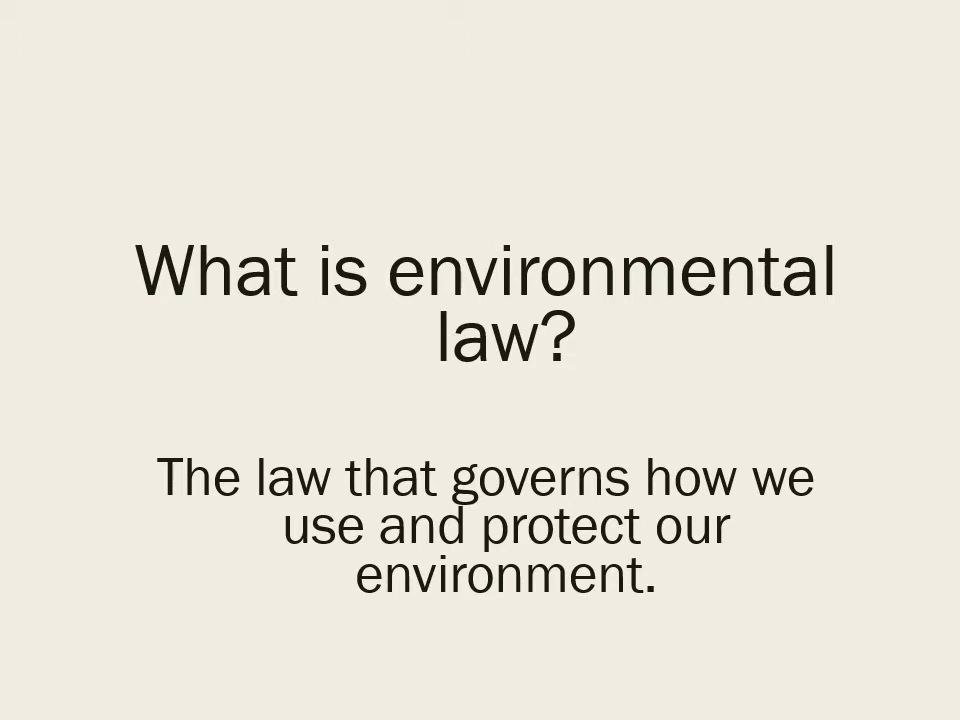 What is environmental
law?
The law that governs how we
use and protect our
environment.